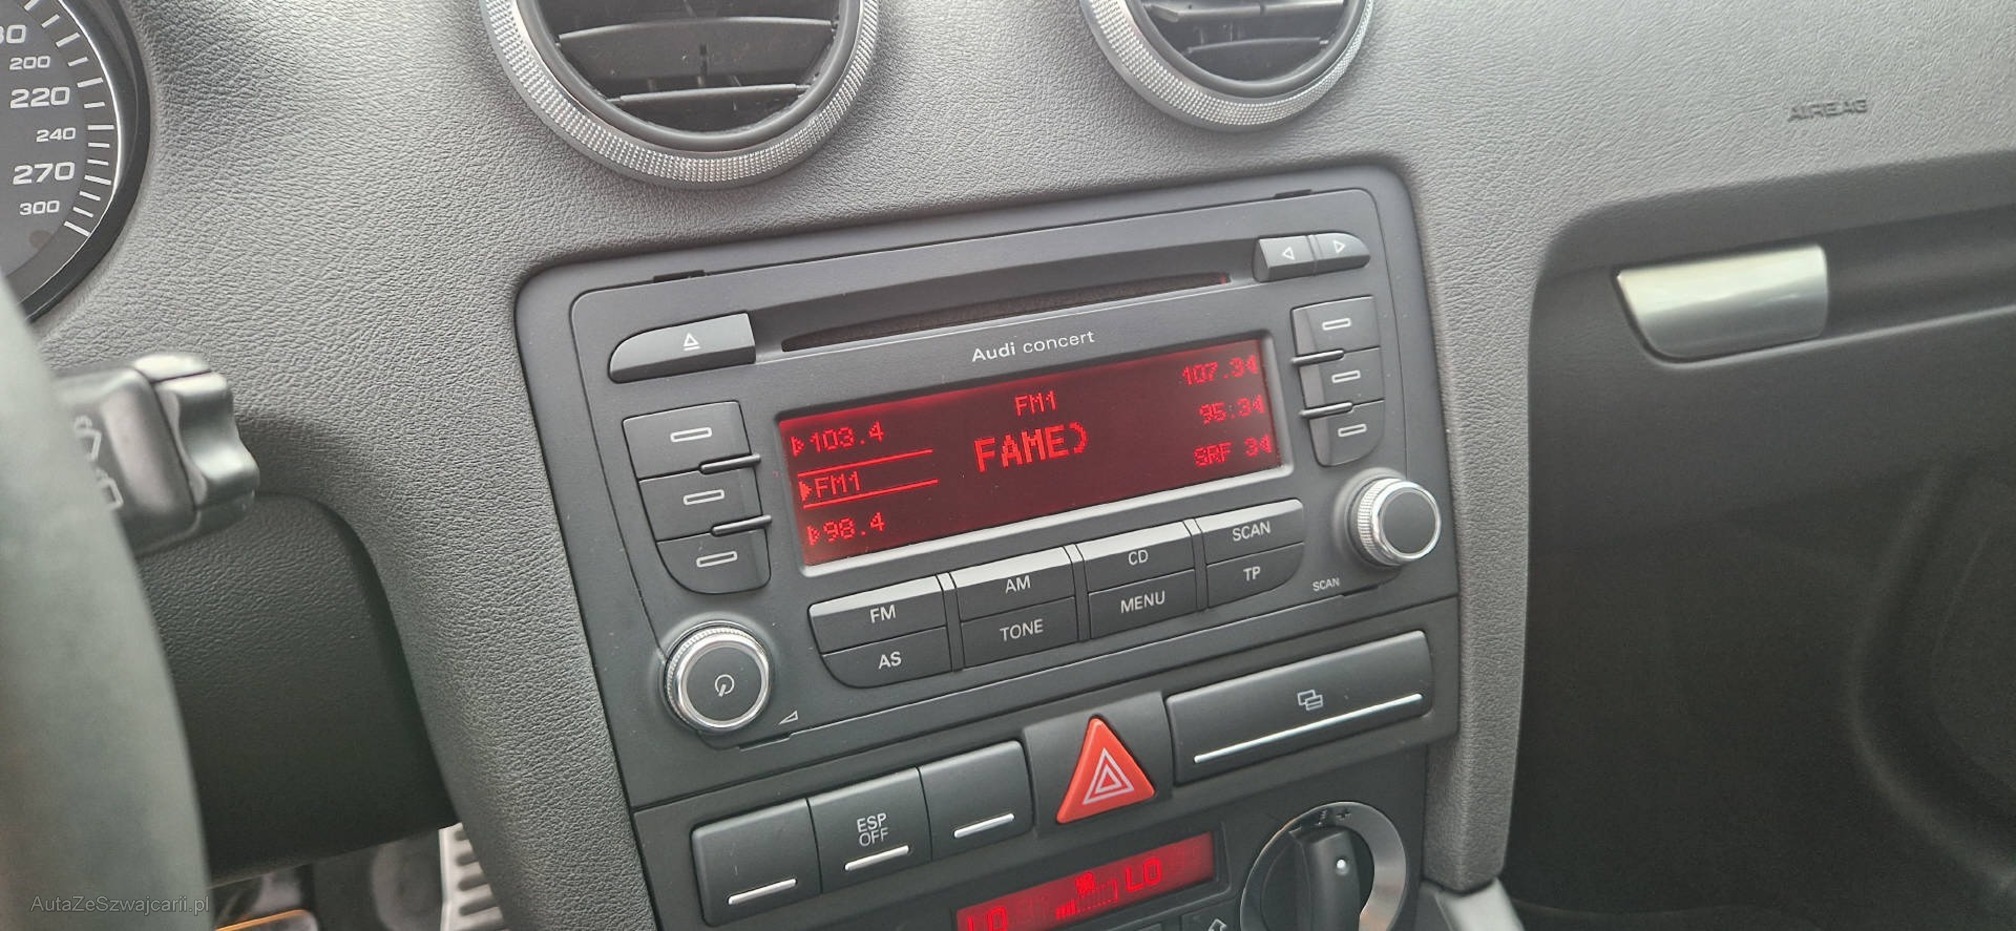 200
220
240
270
300
AIRBAG
Audi concert
103.4
FM1
107.34
FM1
FAME)
95:34
98.4
SRF 34
FM
AM
CD
SCAN
AS
TONE
MENU
TP
SCAN
ESP
OFF
LO
LO
AutaZeSzwajcarii.pl